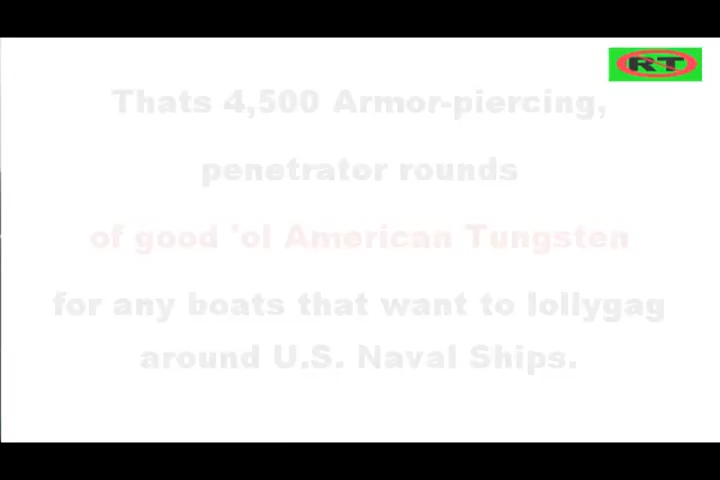 RT
Thats 4,500 Armor-piercing,
penetrator rounds
of good 'ol American Tungsten
for any boats that want to lollygag
around U.S. Naval Ships.